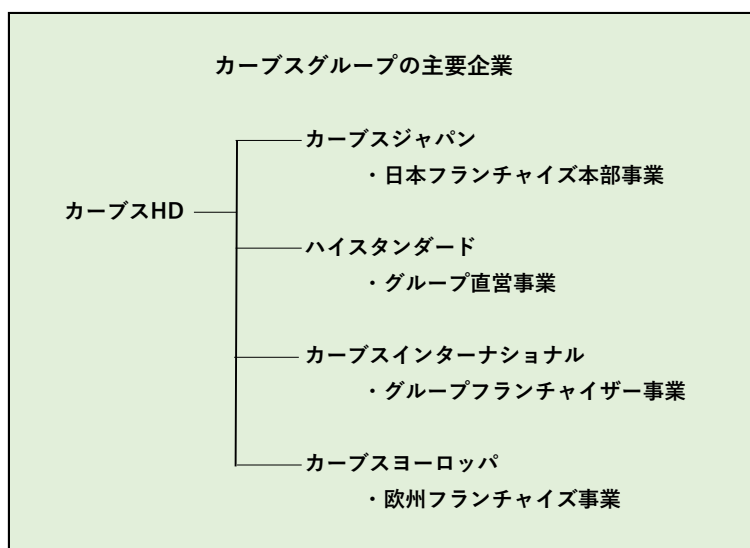 カーブスグループの主要企業
カーブスジャパン
・日本フランチャイズ本部事業
カーブスHD
ハイスタンダード
・グループ直営事業
カーブスインターナショナル
・グループフランチャイザー事業
カーブスヨーロッパ
・欧州フランチャイズ事業